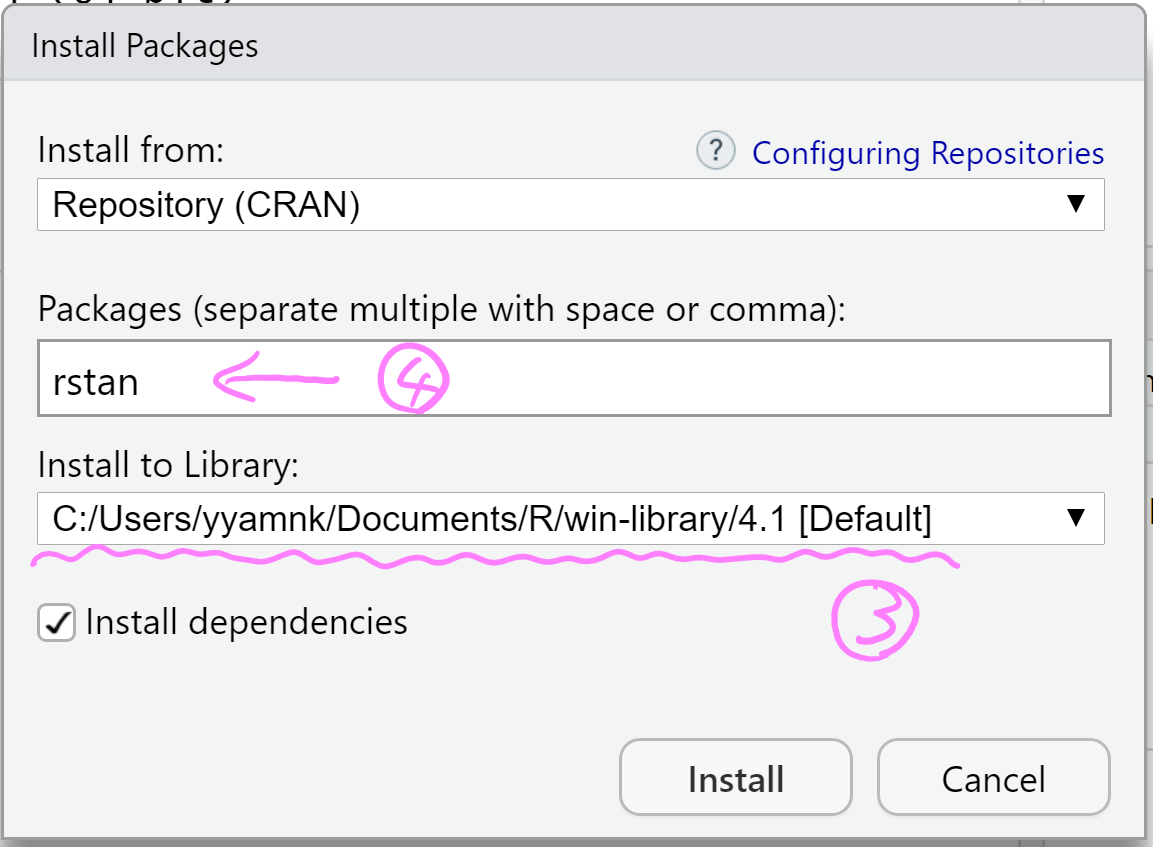 Install Packages
Install from:
? Configuring Repositories
Repository (CRAN) ▼
Packages (separate multiple with space or comma):
rstan ← ④
Install to Library:
C:/Users/yyamnk/Documents/R/win-library/4.1 [Default] ▼
③
Install dependencies
Install Cancel